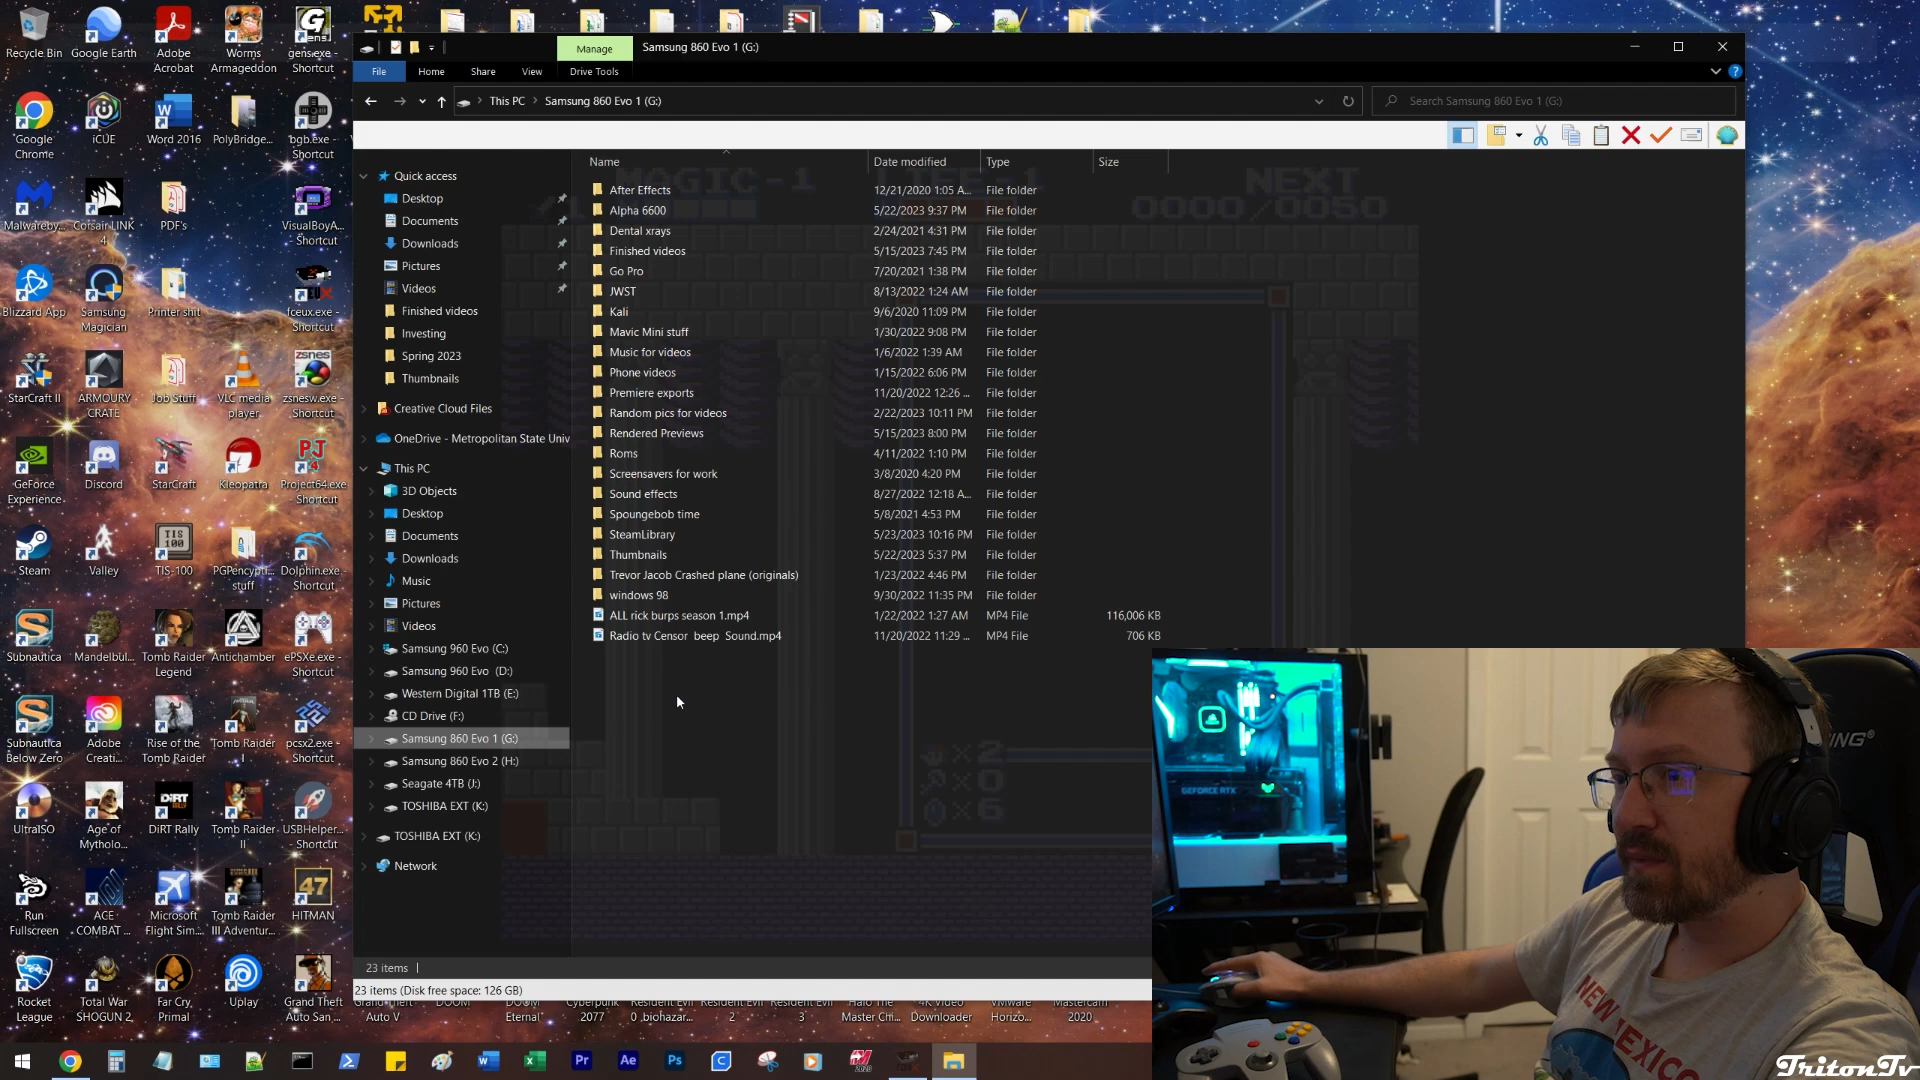 Recycle Bin
Google Earth
Adobe Acrobat
Worms Armageddon
gens.exe - Shortcut
Manage
Samsung 860 Evo 1 (G:)
File
Home
Share
View
Drive Tools
This PC
Samsung 860 Evo 1 (G:)
Search Samsung 860 Evo 1 (G:)
Google Chrome
iCUE
Word 2016
PolyBridge...
bgb.exe - Shortcut
Malwareby...
Corsair LINK 4
PDF's
VisualBoyA... - Shortcut
Blizzard App
Samsung Magician
Printer shit
fceux.exe - Shortcut
StarCraft II
ARMOURY CRATE
Job Stuff
VLC media player
zsnesw.exe - Shortcut
GeForce Experience
Discord
StarCraft
Kleopatra
Project64.exe - Shortcut
Steam
Valley
TIS-100
PGPencypti... stuff
Dolphin.exe - Shortcut
Subnautica
Mandelbul...
Tomb Raider Legend
Antichamber
ePSXe.exe - Shortcut
Subnautica Below Zero
Adobe Creati...
Rise of the Tomb Raider
Tomb Raider I
pcsx2.exe - Shortcut
UltraISO
Age of Mytholo...
DiRT Rally
Tomb Raider II
USBHelper... - Shortcut
Run Fullscreen
ACE COMBAT ...
Microsoft Flight Sim...
Tomb Raider III Adventur...
HITMAN
Rocket League
Total War SHOGUN 2
Far Cry Primal
Uplay
Grand Theft Auto San ...
Quick access
Desktop
Documents
Downloads
Pictures
Videos
Finished videos
Investing
Spring 2023
Thumbnails
Creative Cloud Files
OneDrive - Metropolitan State Univ
This PC
3D Objects
Desktop
Documents
Downloads
Music
Pictures
Videos
Samsung 960 Evo (C:)
Samsung 960 Evo (D:)
Western Digital 1TB (E:)
CD Drive (F:)
Samsung 860 Evo 1 (G:)
Samsung 860 Evo 2 (H:)
Seagate 4TB (J:)
TOSHIBA EXT (K:)
TOSHIBA EXT (K:)
Network
Name Date modified Type Size
After Effects 12/21/2020 1:05 A... File folder
Alpha 6600 5/22/2023 9:37 PM File folder
Dental xrays 2/24/2021 4:31 PM File folder
Finished videos 5/15/2023 7:45 PM File folder
Go Pro 7/20/2021 1:38 PM File folder
JWST 8/13/2022 1:24 AM File folder
Kali 9/6/2020 11:09 PM File folder
Mavic Mini stuff 1/30/2022 9:08 PM File folder
Music for videos 1/6/2022 1:39 AM File folder
Phone videos 1/15/2022 6:06 PM File folder
Premiere exports 11/20/2022 12:26 ... File folder
Random pics for videos 2/22/2023 10:11 PM File folder
Rendered Previews 5/15/2023 8:00 PM File folder
Roms 4/11/2022 1:10 PM File folder
Screensavers for work 3/8/2020 4:20 PM File folder
Sound effects 8/27/2022 12:18 A... File folder
Spoungebob time 5/8/2021 4:53 PM File folder
SteamLibrary 5/23/2023 10:16 PM File folder
Thumbnails 5/22/2023 5:37 PM File folder
Trevor Jacob Crashed plane (originals) 1/23/2022 4:46 PM File folder
windows 98 9/30/2022 11:35 PM File folder
ALL rick burps season 1.mp4 1/22/2022 1:27 AM MP4 File 116,006 KB
Radio tv Censor beep Sound.mp4 11/20/2022 11:29 ... MP4 File 706 KB
MAGIC-1
NEXT
0000/0050
×2
×0
×6
23 items
23 items (Disk free space: 126 GB)
Grand Theft Auto V
DOOM Eternal
Cyberpunk 2077
Resident Evil 0 .biohazar...
Resident Evil 2
Resident Evil 3
Halo The Master Chi...
4K Video Downloader
VMware Horizo...
Mastercam 2020
GEFORCE RTX
NEW MEXICO
TritonTv